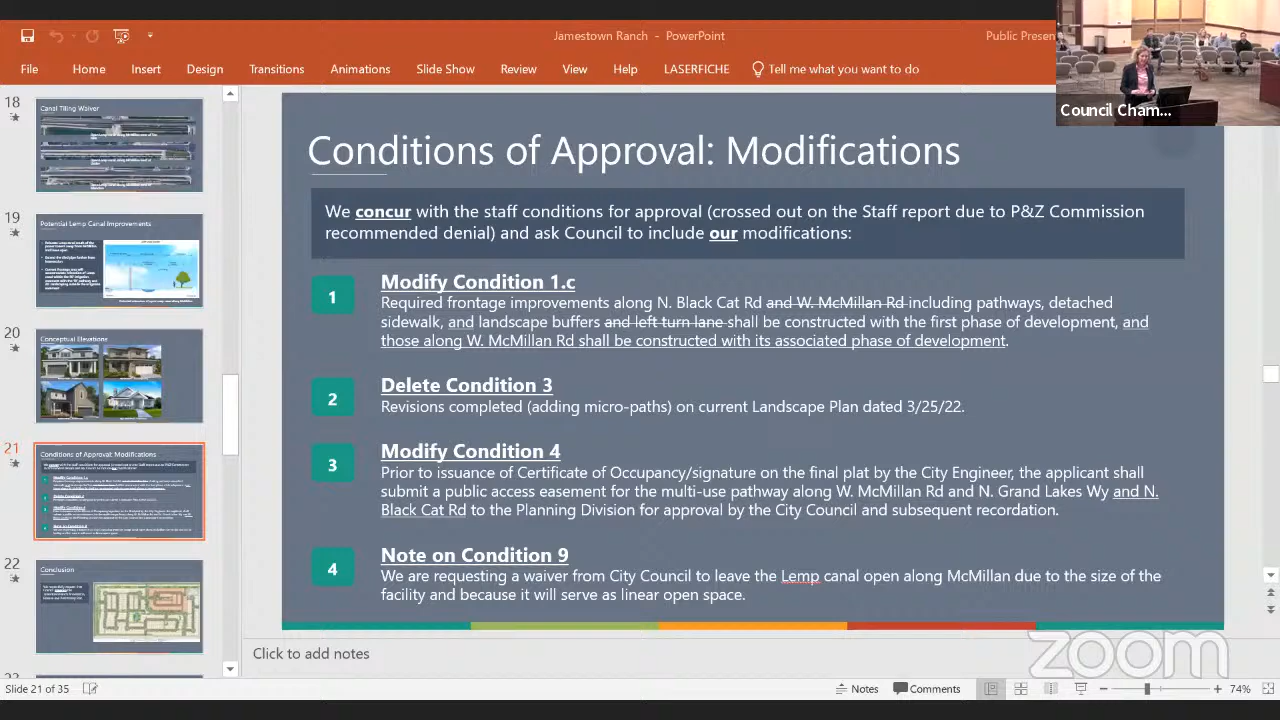 Jamestown Ranch - PowerPoint
Public Presen
File Home Insert Design Transitions Animations Slide Show Review View Help LASERFICHE Tell me what you want to do
Council Cham...
18
Canal Tiling Waiver
19
Potential Lemp Canal Improvements
20
Conceptual Elevations
21
Conditions of Approval: Modifications
22
Conclusion
Conditions of Approval: Modifications
We concur with the staff conditions for approval (crossed out on the Staff report due to P&Z Commission
recommended denial) and ask Council to include our modifications:
1
Modify Condition 1.c
Required frontage improvements along N. Black Cat Rd and W. McMillan Rd including pathways, detached
sidewalk, and landscape buffers and left turn lane shall be constructed with the first phase of development, and
those along W. McMillan Rd shall be constructed with its associated phase of development.
2
Delete Condition 3
Revisions completed (adding micro-paths) on current Landscape Plan dated 3/25/22.
3
Modify Condition 4
Prior to issuance of Certificate of Occupancy/signature on the final plat by the City Engineer, the applicant shall
submit a public access easement for the multi-use pathway along W. McMillan Rd and N. Grand Lakes Wy and N.
Black Cat Rd to the Planning Division for approval by the City Council and subsequent recordation.
4
Note on Condition 9
We are requesting a waiver from City Council to leave the Lemp canal open along McMillan due to the size of the
facility and because it will serve as linear open space.
Click to add notes
zoom
Slide 21 of 35
Notes Comments 74%